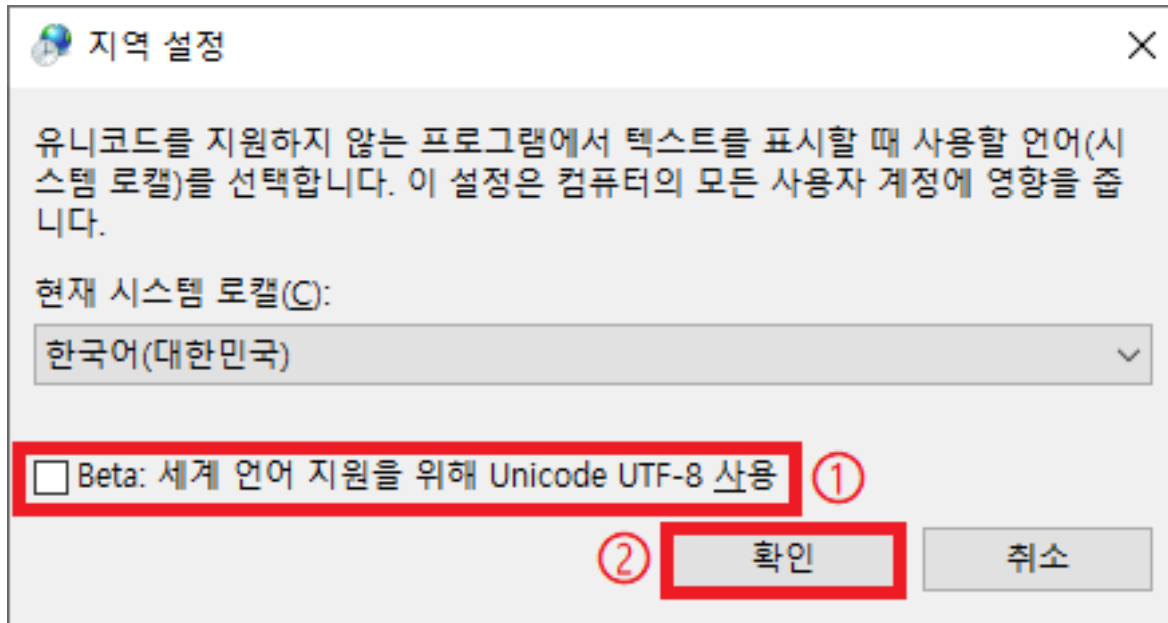 지역 설정
유니코드를 지원하지 않는 프로그램에서 텍스트를 표시할 때 사용할 언어(시
스템 로캘)를 선택합니다. 이 설정은 컴퓨터의 모든 사용자 계정에 영향을 줍
니다.
현재 시스템 로캘(C):
한국어(대한민국)
Beta: 세계 언어 지원을 위해 Unicode UTF-8 사용 ①
② 확인 취소